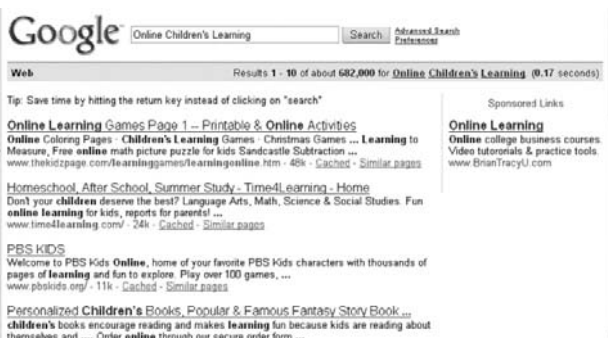 Google
Online Children's Learning
Search
Advanced Search
Preferences
Web
Results 1 - 10 of about 682,000 for Online Children's Learning. (0.17 seconds)
Tip: Save time by hitting the return key instead of clicking on "search"
Online Learning Games Page 1 -- Printable & Online Activities
Online Coloring Pages · Children's Learning Games · Christmas Games ... Learning to
Measure, Free online math picture puzzle for kids Sandcastle Subtraction ...
www.thekidzpage.com/learninggames/learningonline.htm - 48k - Cached - Similar pages
Homeschool, After School, Summer Study - Time4Learning - Home
Don't your children deserve the best? Language Arts, Math, Science & Social Studies. Fun
online learning for kids, reports for parents! ...
www.time4learning.com/ - 24k - Cached - Similar pages
PBS KIDS
Welcome to PBS Kids Online, home of your favorite PBS Kids characters with thousands of
pages of learning and fun to explore. Play over 100 games, ...
www.pbskids.org/ - 11k - Cached - Similar pages
Personalized Children's Books, Popular & Famous Fantasy Story Book ...
children's books encourage reading and makes learning fun because kids are reading about
themselves and .... Order online through our secure order form ...
Sponsored Links
Online Learning
Online college business courses.
Video tutorials & practice tools.
www.BrianTracyU.com